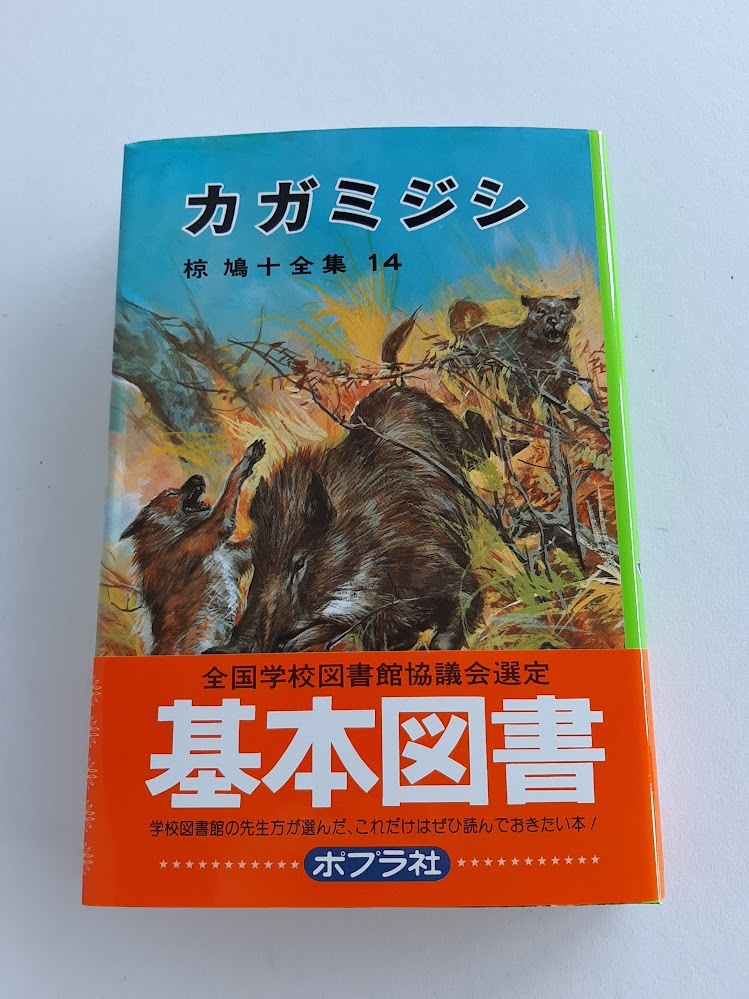 カガミジシ
椋 鳩十全集 14
全国学校図書館協議会選定
基本図書
学校図書館の先生方が選んだ、これだけはぜひ読んでおきたい本!
ポプラ社